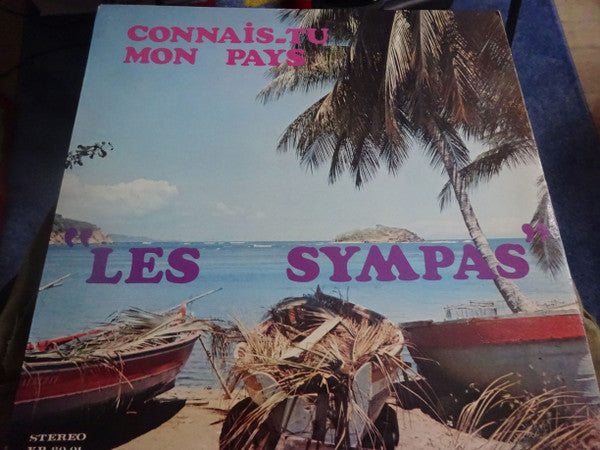 CONNAIS-TU
MON PAYS
"LES SYMPAS"
STEREO